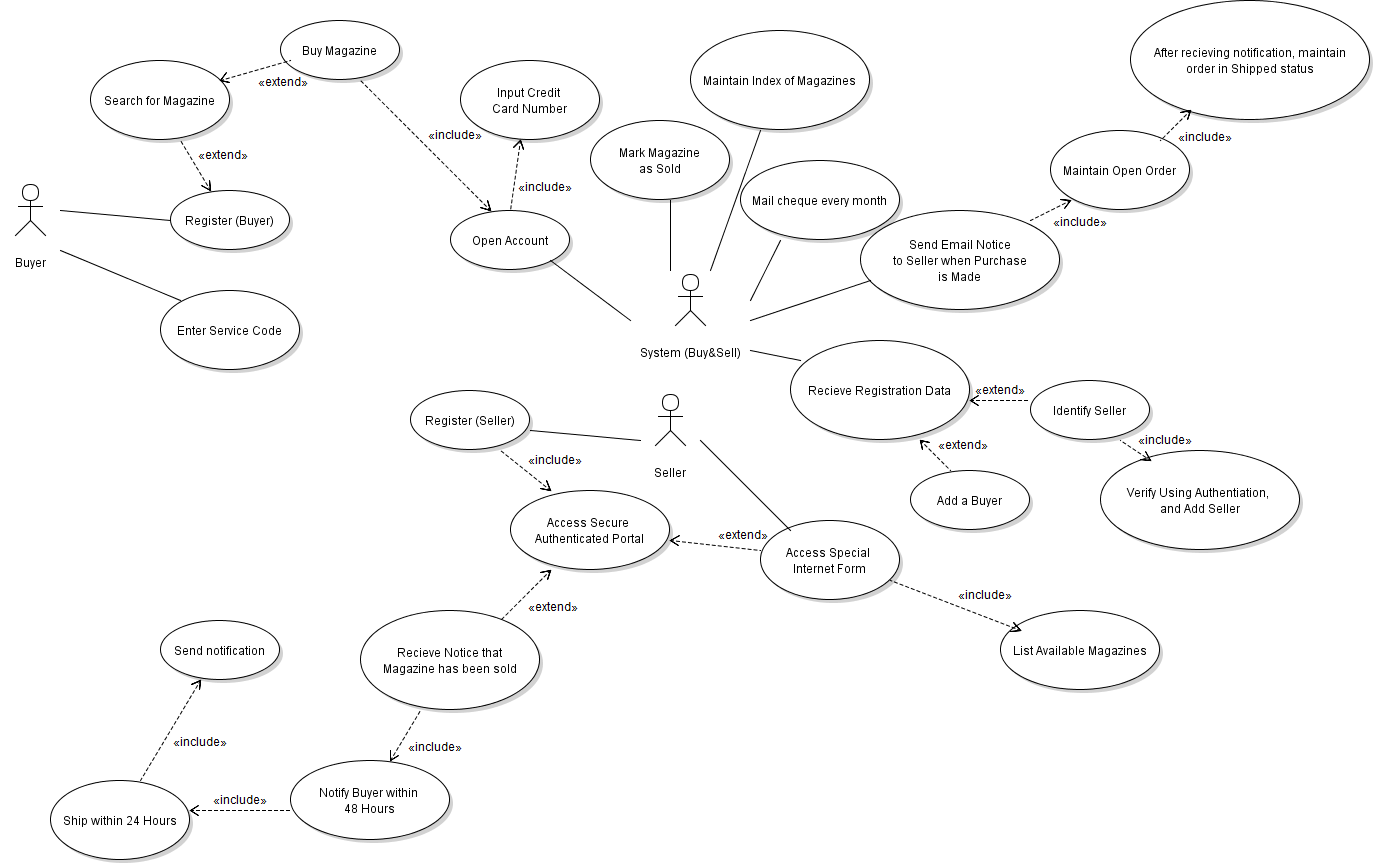 After recieving notification, maintain
order in Shipped status
Buy Magazine
«extend»
Search for Magazine
Input Credit
Card Number
Maintain Index of Magazines
«include»
«include»
«extend»
Mark Magazine
as Sold
Maintain Open Order
«include»
Mail cheque every month
«include»
Register (Buyer)
Open Account
Send Email Notice
to Seller when Purchase
is Made
Buyer
Enter Service Code
System (Buy&Sell)
Recieve Registration Data
«extend»
Identify Seller
Register (Seller)
«include»
«extend»
«include»
Seller
Verify Using Authentiation,
and Add Seller
Add a Buyer
Access Secure
Authenticated Portal
«extend»
Access Special
Internet Form
«include»
«extend»
Send notification
Recieve Notice that
Magazine has been sold
List Available Magazines
«include»
«include»
Notify Buyer within
48 Hours
«include»
Ship within 24 Hours